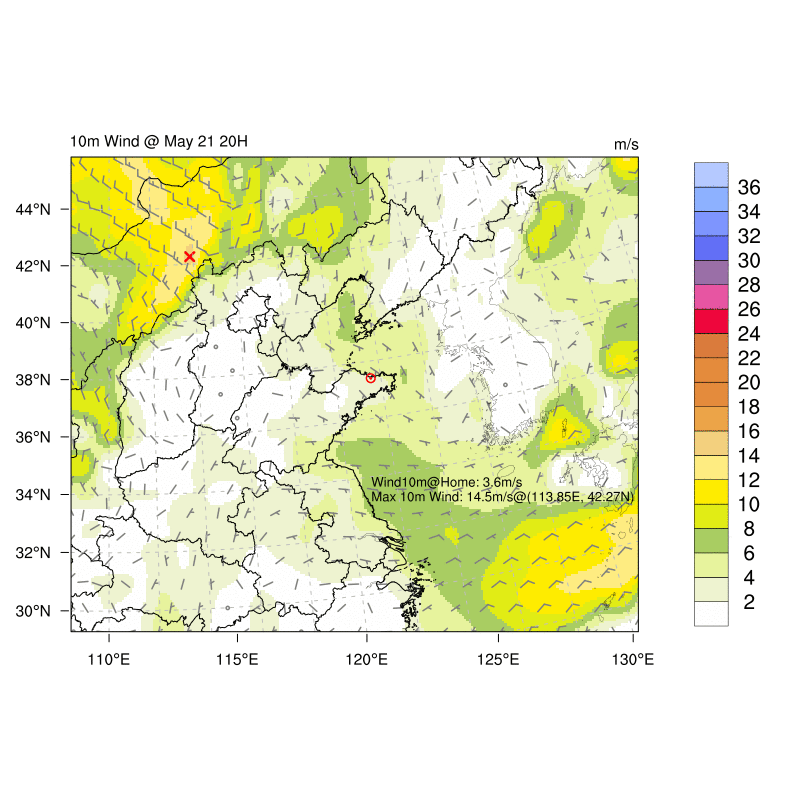 10m Wind @ May 21 20H
m/s
44°N
42°N
40°N
38°N
36°N
34°N
32°N
30°N
110°E
115°E
120°E
125°E
130°E
Wind10m@Home: 3.6m/s
Max 10m Wind: 14.5m/s@(113.85E, 42.27N)
36
34
32
30
28
26
24
22
20
18
16
14
12
10
8
6
4
2